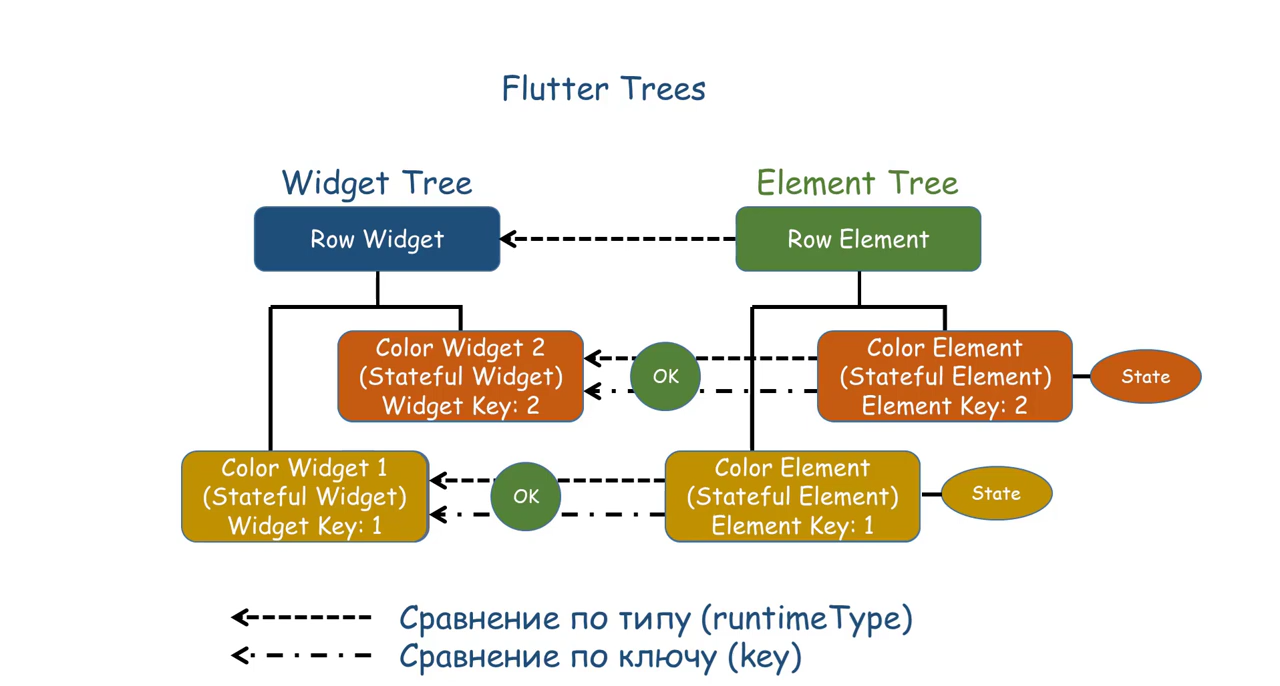 Flutter Trees
Widget Tree
Element Tree
Row Widget
Row Element
Color Widget 2
(Stateful Widget)
Widget Key: 2
OK
Color Element
(Stateful Element)
Element Key: 2
State
Color Widget 1
(Stateful Widget)
Widget Key: 1
OK
Color Element
(Stateful Element)
Element Key: 1
State
Сравнение по типу (runtimeType)
Сравнение по ключу (key)